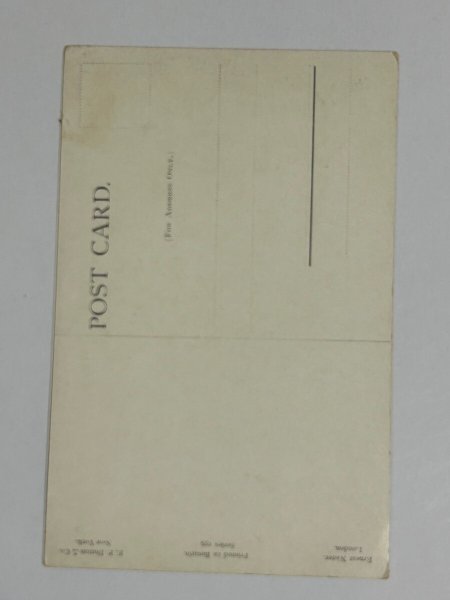 POST CARD.
(FOR ADDRESS ONLY.)
Ernest Nister,
London.
Printed in Bavaria.
E. P. Dutton & Co.
New York.